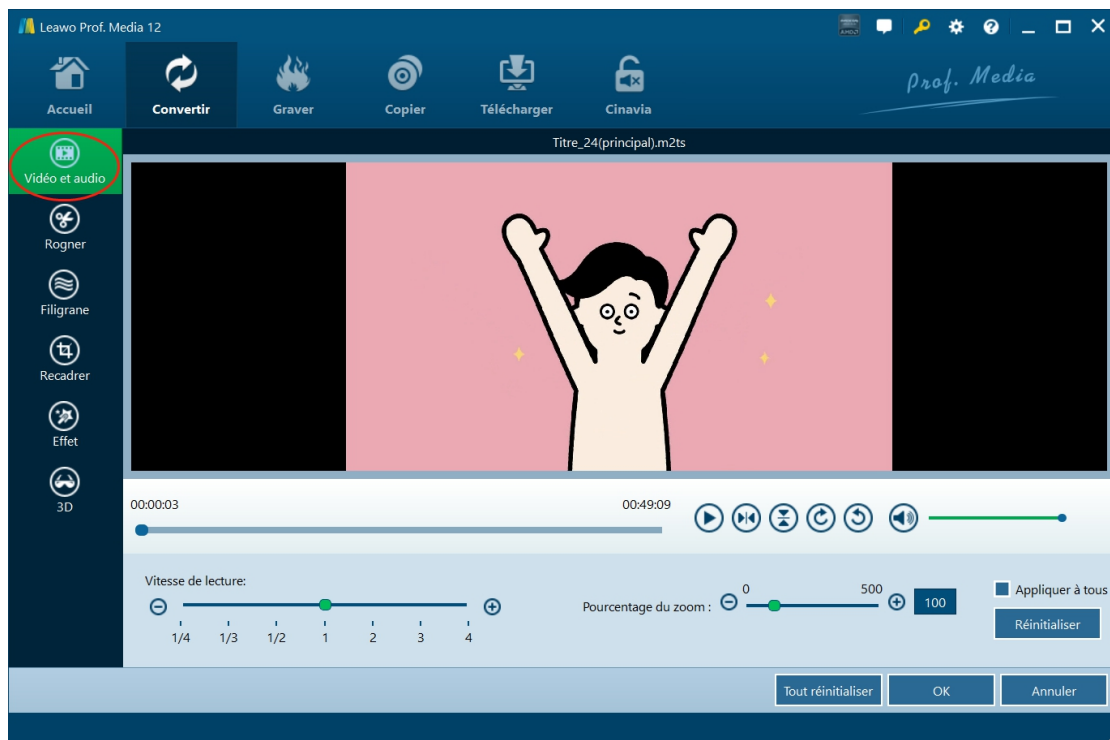 Leawo Prof. Media 12
Accueil
Convertir
Graver
Copier
Télécharger
Cinavia
Prof. Media
Vidéo et audio
Titre_24(principal).m2ts
Rogner
Filigrane
Recadrer
Effet
3D
00:00:03
00:49:09
Vitesse de lecture:
1/4 1/3 1/2 1 2 3 4
Pourcentage du zoom :
0 500
100
Appliquer à tous
Réinitialiser
Tout réinitialiser
OK
Annuler